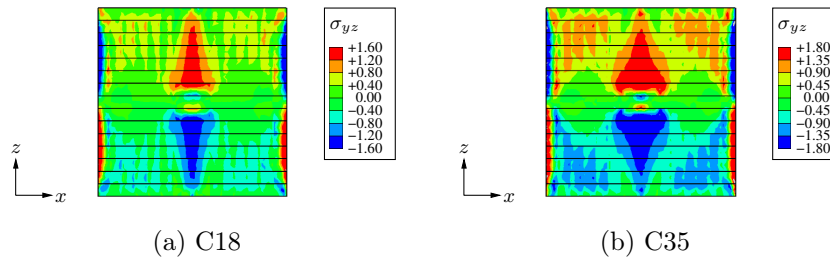 σyz
+1.60
+1.20
+0.80
+0.40
0.00
−0.40
−0.80
−1.20
−1.60
z
x
(a) C18
σyz
+1.80
+1.35
+0.90
+0.45
0.00
−0.45
−0.90
−1.35
−1.80
z
x
(b) C35